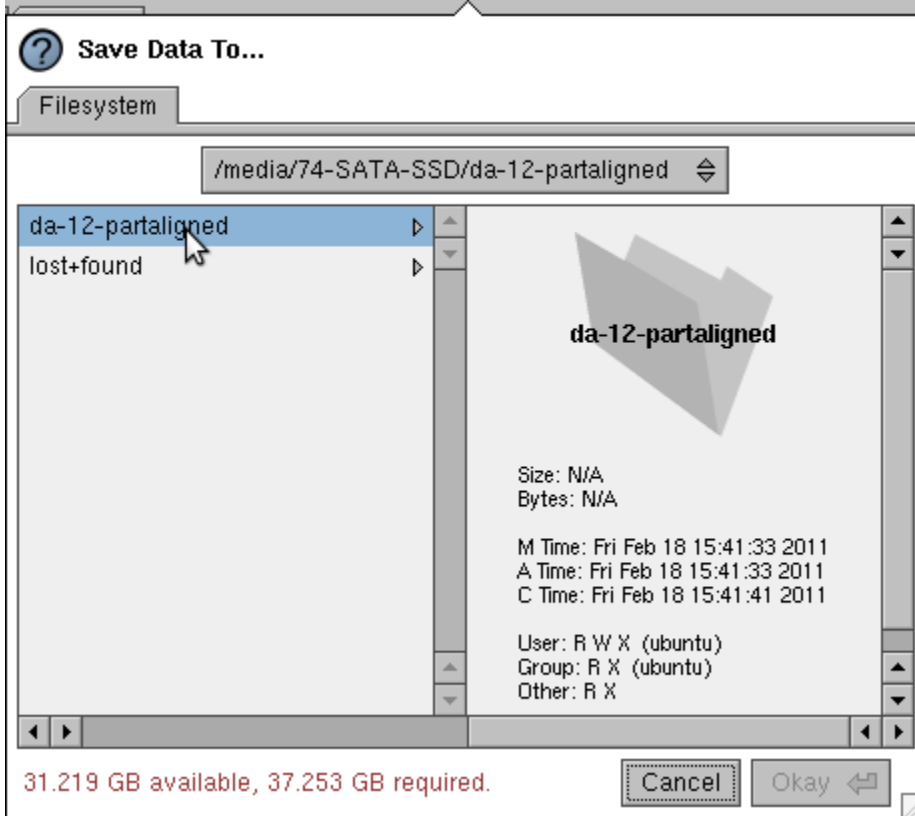 Save Data To...
Filesystem
/media/74-SATA-SSD/da-12-partaligned
da-12-partaligned
lost+found
da-12-partaligned
Size: N/A
Bytes: N/A
M Time: Fri Feb 18 15:41:33 2011
A Time: Fri Feb 18 15:41:33 2011
C Time: Fri Feb 18 15:41:41 2011
User: R W X (ubuntu)
Group: R X (ubuntu)
Other: R X
31.219 GB available, 37.253 GB required.
Cancel
Okay